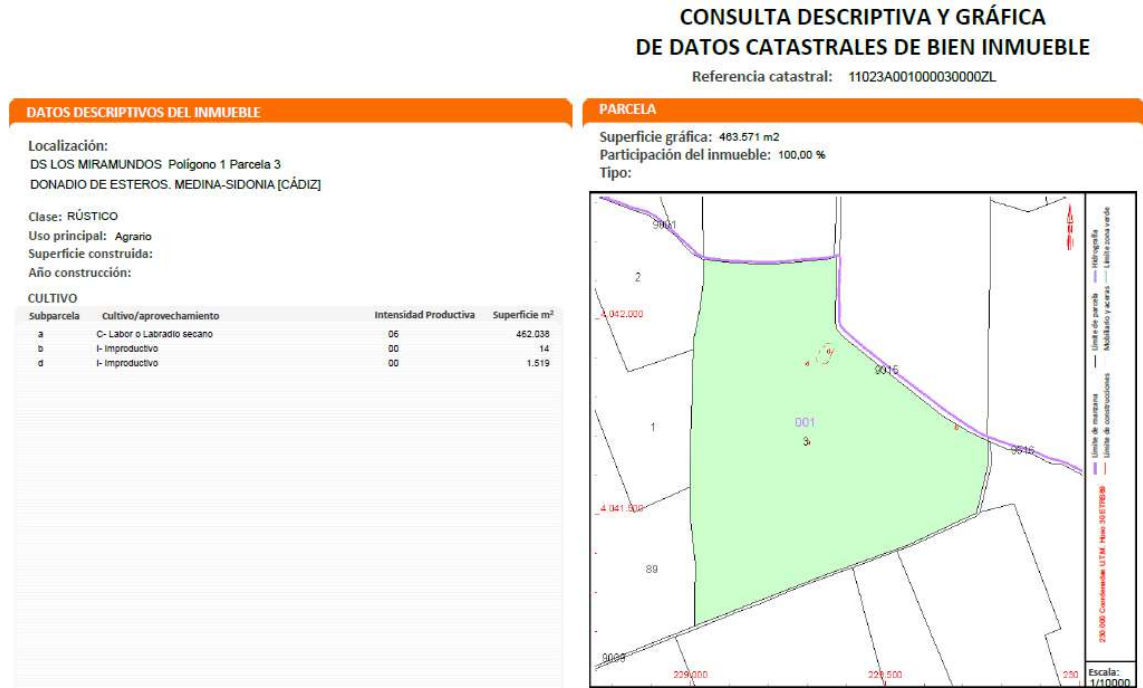 CONSULTA DESCRIPTIVA Y GRÁFICA
DE DATOS CATASTRALES DE BIEN INMUEBLE
Referencia catastral: 11023A001000030000ZL
DATOS DESCRIPTIVOS DEL INMUEBLE
Localización:
DS LOS MIRAMUNDOS Polígono 1 Parcela 3
DONADIO DE ESTEROS. MEDINA-SIDONIA [CÁDIZ]
Clase: RÚSTICO
Uso principal: Agrario
Superficie construida:
Año construcción:
CULTIVO
Subparcela Cultivo/aprovechamiento Intensidad Productiva Superficie m²
a C- Labor o Labradío secano 06 462.038
b I- Improductivo 00 14
d I- Improductivo 00 1.519
PARCELA
Superficie gráfica: 463.571 m2
Participación del inmueble: 100,00 %
Tipo:
9001
2
4.042.000
9015
001
1
3
9516
4.041.500
89
9009
229.000
229.500
230
Límite de manzana
Límite de parcela
Hidrografía
Límite de construcciones
Mobiliario y aceras
Límite zona verde
230.000 Coordenadas U.T.M. Huso 30 ETRS89
Escala:
1/10000